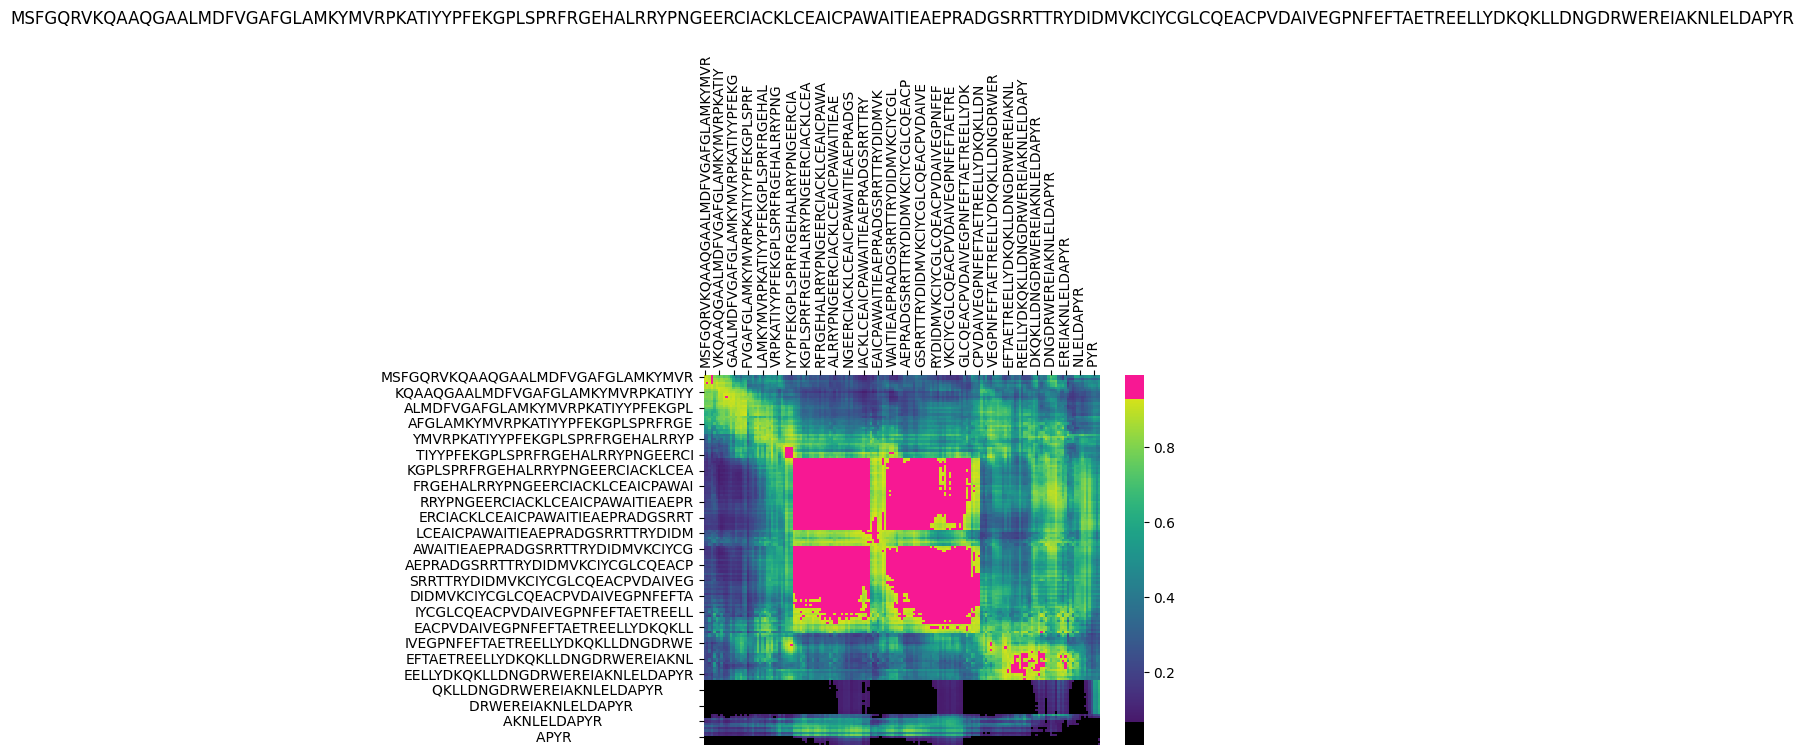 MSFGQRVKQAAQGAALMDFVGAFGLAMKYMVRPKATIYYPFEKGPLSPRFRGEHALRRYPNGEERCIACKLCEAICPAWAITIEAEPRADGSRRTTRYDIDMVKCIYCGLCQEACPVDAIVEGPNFEFTAETREELLYDKQKLLDNGDRWEREIAKNLELDAPYR
MSFGQRVKQAAQGAALMDFVGAFGLAMKYMVR
VKQAAQGAALMDFVGAFGLAMKYMVRPKATIY
GAALMDFVGAFGLAMKYMVRPKATIYYPFEKG
FVGAFGLAMKYMVRPKATIYYPFEKGPLSPRF
LAMKYMVRPKATIYYPFEKGPLSPRFRGEHAL
VRPKATIYYPFEKGPLSPRFRGEHALRRYPNG
IYYPFEKGPLSPRFRGEHALRRYPNGEERCIA
KGPLSPRFRGEHALRRYPNGEERCIACKLCEA
RFRGEHALRRYPNGEERCIACKLCEAICPAWA
ALRRYPNGEERCIACKLCEAICPAWAITIEAE
NGEERCIACKLCEAICPAWAITIEAEPRADGS
IACKLCEAICPAWAITIEAEPRADGSRRTTRY
EAICPAWAITIEAEPRADGSRRTTRYDIDMVK
WAITIEAEPRADGSRRTTRYDIDMVKCIYCGL
AEPRADGSRRTTRYDIDMVKCIYCGLCQEACP
GSRRTTRYDIDMVKCIYCGLCQEACPVDAIVE
RYDIDMVKCIYCGLCQEACPVDAIVEGPNFEF
VKCIYCGLCQEACPVDAIVEGPNFEFTAETRE
GLCQEACPVDAIVEGPNFEFTAETREELLYDK
CPVDAIVEGPNFEFTAETREELLYDKQKLLDN
VEGPNFEFTAETREELLYDKQKLLDNGDRWER
EFTAETREELLYDKQKLLDNGDRWEREIAKNL
REELLYDKQKLLDNGDRWEREIAKNLELDAPY
DKQKLLDNGDRWEREIAKNLELDAPYR
DNGDRWEREIAKNLELDAPYR
EREIAKNLELDAPYR
NLELDAPYR
PYR
MSFGQRVKQAAQGAALMDFVGAFGLAMKYMVR
KQAAQGAALMDFVGAFGLAMKYMVRPKATIYY
ALMDFVGAFGLAMKYMVRPKATIYYPFEKGPL
AFGLAMKYMVRPKATIYYPFEKGPLSPRFRGE
YMVRPKATIYYPFEKGPLSPRFRGEHALRRYP
TIYYPFEKGPLSPRFRGEHALRRYPNGEERCI
KGPLSPRFRGEHALRRYPNGEERCIACKLCEA
FRGEHALRRYPNGEERCIACKLCEAICPAWAI
RRYPNGEERCIACKLCEAICPAWAITIEAEPR
ERCIACKLCEAICPAWAITIEAEPRADGSRRT
LCEAICPAWAITIEAEPRADGSRRTTRYDIDM
AWAITIEAEPRADGSRRTTRYDIDMVKCIYCG
AEPRADGSRRTTRYDIDMVKCIYCGLCQEACP
SRRTTRYDIDMVKCIYCGLCQEACPVDAIVEG
DIDMVKCIYCGLCQEACPVDAIVEGPNFEFTA
IYCGLCQEACPVDAIVEGPNFEFTAETREELL
EACPVDAIVEGPNFEFTAETREELLYDKQKLL
IVEGPNFEFTAETREELLYDKQKLLDNGDRWE
EFTAETREELLYDKQKLLDNGDRWEREIAKNL
EELLYDKQKLLDNGDRWEREIAKNLELDAPYR
QKLLDNGDRWEREIAKNLELDAPYR
DRWEREIAKNLELDAPYR
AKNLELDAPYR
APYR
0.8
0.6
0.4
0.2